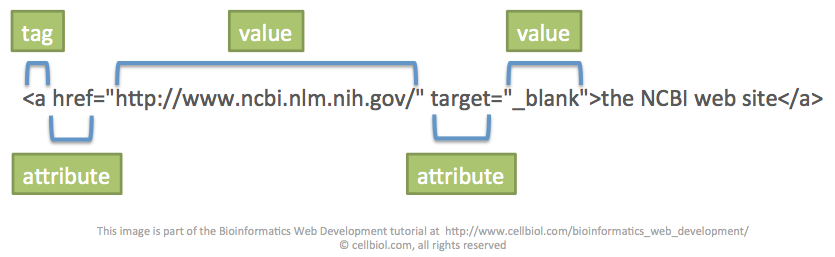 tag value value
<a href="http://www.ncbi.nlm.nih.gov/" target="_blank">the NCBI web site</a>
attribute attribute
This image is part of the Bioinformatics Web Development tutorial at http://www.cellbiol.com/bioinformatics_web_development/
© cellbiol.com, all rights reserved